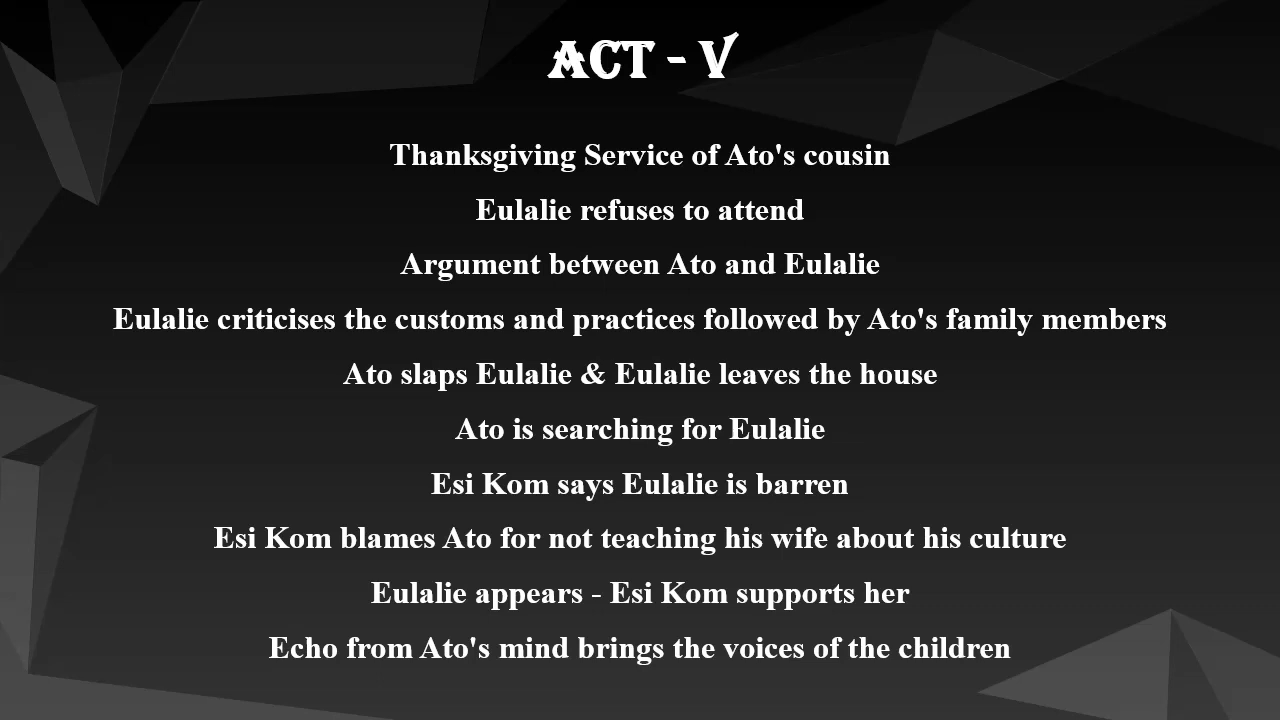 ACT - V
Thanksgiving Service of Ato's cousin
Eulalie refuses to attend
Argument between Ato and Eulalie
Eulalie criticises the customs and practices followed by Ato's family members
Ato slaps Eulalie & Eulalie leaves the house
Ato is searching for Eulalie
Esi Kom says Eulalie is barren
Esi Kom blames Ato for not teaching his wife about his culture
Eulalie appears - Esi Kom supports her
Echo from Ato's mind brings the voices of the children